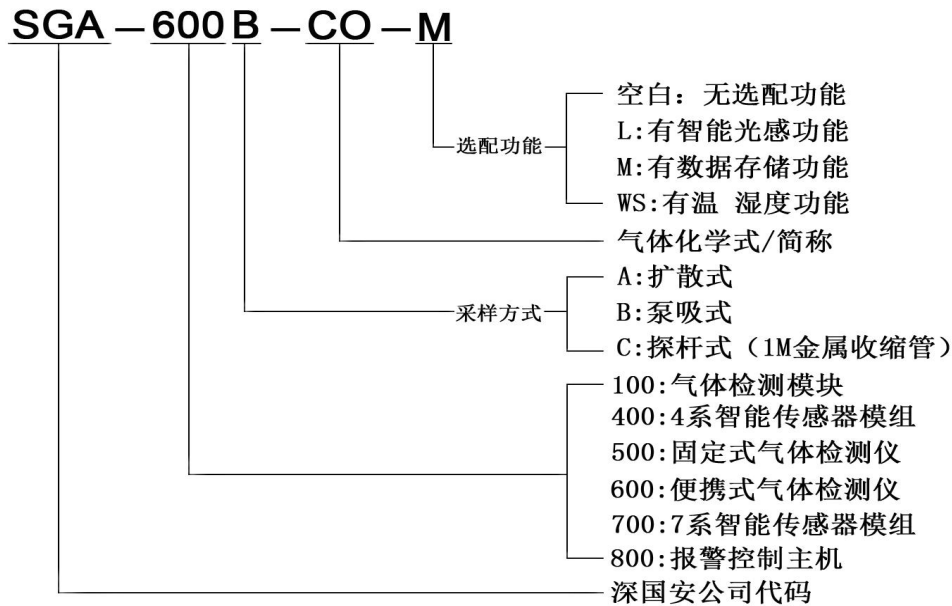 SGA－600B－CO－M
空白：无选配功能
L:有智能光感功能
选配功能
M:有数据存储功能
WS:有温 湿度功能
气体化学式/简称
A:扩散式
采样方式
B:泵吸式
C:探杆式（1M金属收缩管）
100:气体检测模块
400:4系智能传感器模组
500:固定式气体检测仪
600:便携式气体检测仪
700:7系智能传感器模组
800:报警控制主机
深国安公司代码